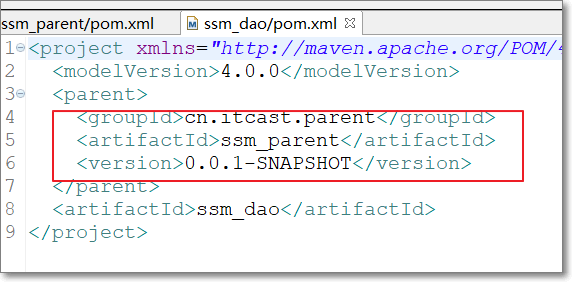 ssm_parent/pom.xml ssm_dao/pom.xml
1 <project xmlns="http://maven.apache.org/POM/
2 <modelVersion>4.0.0</modelVersion>
3 <parent>
4 <groupId>cn.itcast.parent</groupId>
5 <artifactId>ssm_parent</artifactId>
6 <version>0.0.1-SNAPSHOT</version>
7 </parent>
8 <artifactId>ssm_dao</artifactId>
9 </project>